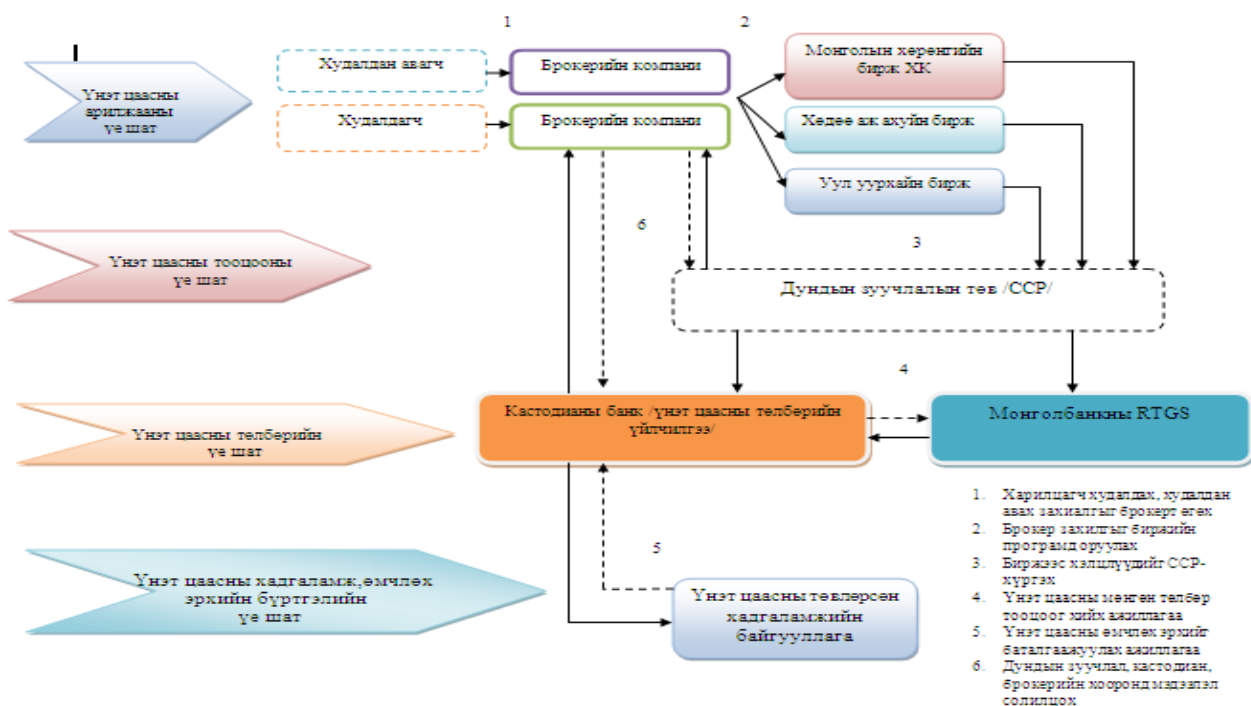 1
2
Худалдан авагч
Брокерийн компани
Монголын хөрөнгийн
бирж ХК
Үнэт цаасны
арилжааны
үе шат
Худалдагч
Брокерийн компани
Хөдөө аж ахуйн бирж
Уул уурхайн бирж
6
3
Үнэт цаасны тооцооны
үе шат
Дундын зуучлалын төв /ССР/
4
Үнэт цаасны төлбөрийн
үе шат
Кастодианы банк /үнэт цаасны төлбөрийн
үйлчилгээ/
Монголбанкны RTGS
5
Үнэт цаасны хадгаламж,өмчлөх
эрхийн бүртгэлийн
үе шат
Үнэт цаасны төвлөрсөн
хадгаламжийн
байгууллага
1. Харилцагч худалдах, худалдан
авах захиалгыг брокерт өгөх
2. Брокер захилгыг биржийн
програмд оруулах
3. Биржээс хэлцлүүдийг ССР-
хүргэх
4. Үнэт цаасны мөнгөн төлбөр
тооцоог хийх ажиллагаа
5. Үнэт цаасны өмчлөх эрхийг
баталгаажуулах ажиллагаа
6. Дундын зуучлал, кастодиан,
брокерийн хооронд мэдээлэл
солилцох